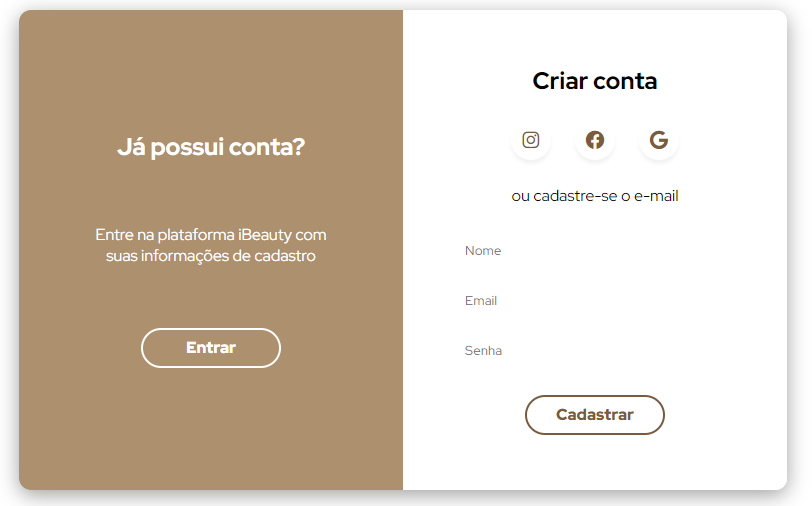 Já possui conta?
Entre na plataforma iBeauty com
suas informações de cadastro
Entrar
Criar conta
ou cadastre-se o e-mail
Nome
Email
Senha
Cadastrar